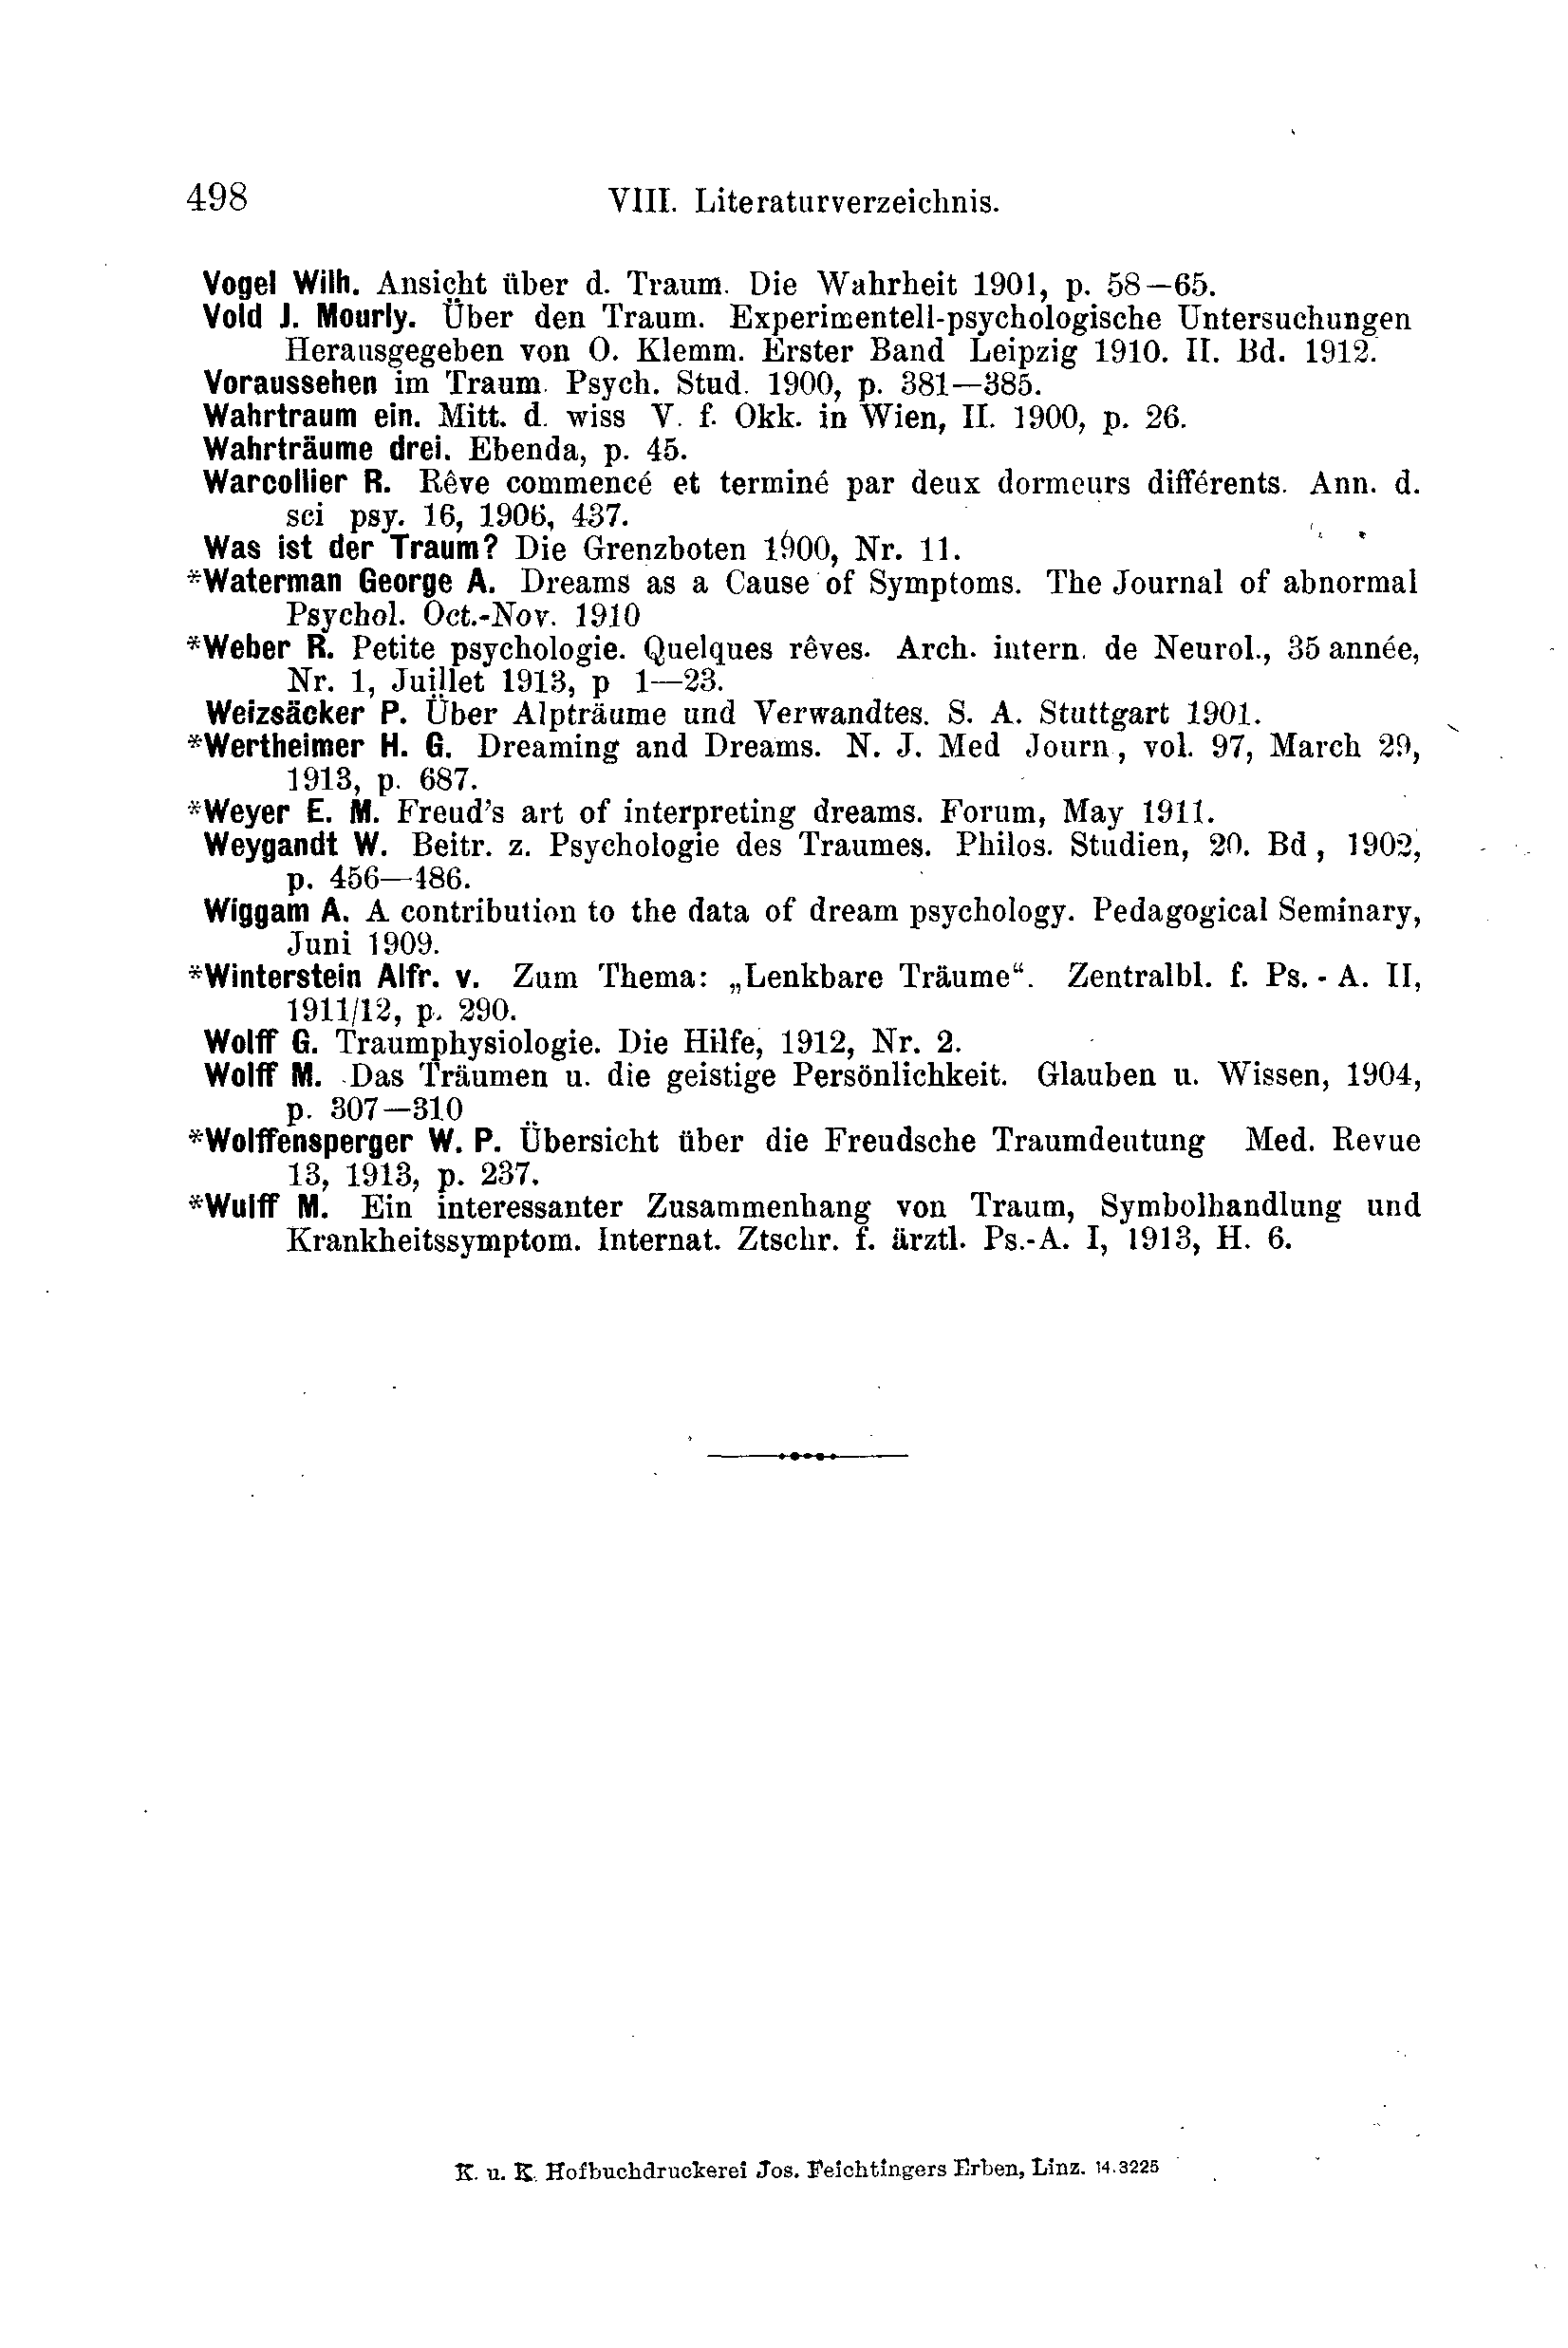 498
VIII. Literaturverzeichnis.
Vogel Wilh. Ansicht über d. Traum. Die Wahrheit 1901, p. 58—65.
Vold J. Mourly. Über den Traum. Experimentell-psychologische Untersuchungen
Herausgegeben von O. Klemm. Erster Band Leipzig 1910. II. Bd. 1912.
Voraussehen im Traum. Psych. Stud. 1900, p. 381—385.
Wahrtraum ein. Mitt. d. wiss V. f. Okk. in Wien, II. 1900, p. 26.
Wahrträume drei. Ebenda, p. 45.
Warcollier R. Rêve commencé et terminé par deux dormeurs différents. Ann. d.
sci psy. 16, 1906, 437.
Was ist der Traum? Die Grenzboten 1900, Nr. 11.
*Waterman George A. Dreams as a Cause of Symptoms. The Journal of abnormal
Psychol. Oct.-Nov. 1910
*Weber R. Petite psychologie. Quelques rêves. Arch. intern. de Neurol., 35 année,
Nr. 1, Juillet 1913, p 1—23.
Weizsäcker P. Über Alpträume und Verwandtes. S. A. Stuttgart 1901.
*Wertheimer H. G. Dreaming and Dreams. N. J. Med Journ, vol. 97, March 29,
1913, p. 687.
*Weyer E. M. Freud's art of interpreting dreams. Forum, May 1911.
Weygandt W. Beitr. z. Psychologie des Traumes. Philos. Studien, 20. Bd, 1902,
p. 456—486.
Wiggam A. A contribution to the data of dream psychology. Pedagogical Seminary,
Juni 1909.
*Winterstein Alfr. v. Zum Thema: „Lenkbare Träume“. Zentralbl. f. Ps. - A. II,
1911/12, p. 290.
Wolff G. Traumphysiologie. Die Hilfe, 1912, Nr. 2.
Wolff M. Das Träumen u. die geistige Persönlichkeit. Glauben u. Wissen, 1904,
p. 307—310
*Wolffensperger W. P. Übersicht über die Freudsche Traumdeutung Med. Revue
13, 1913, p. 237.
*Wulff M. Ein interessanter Zusammenhang von Traum, Symbolhandlung und
Krankheitssymptom. Internat. Ztschr. f. ärztl. Ps.-A. I, 1913, H. 6.
K. u. K. Hofbuchdruckerei Jos. Feichtingers Erben, Linz. 14.3225